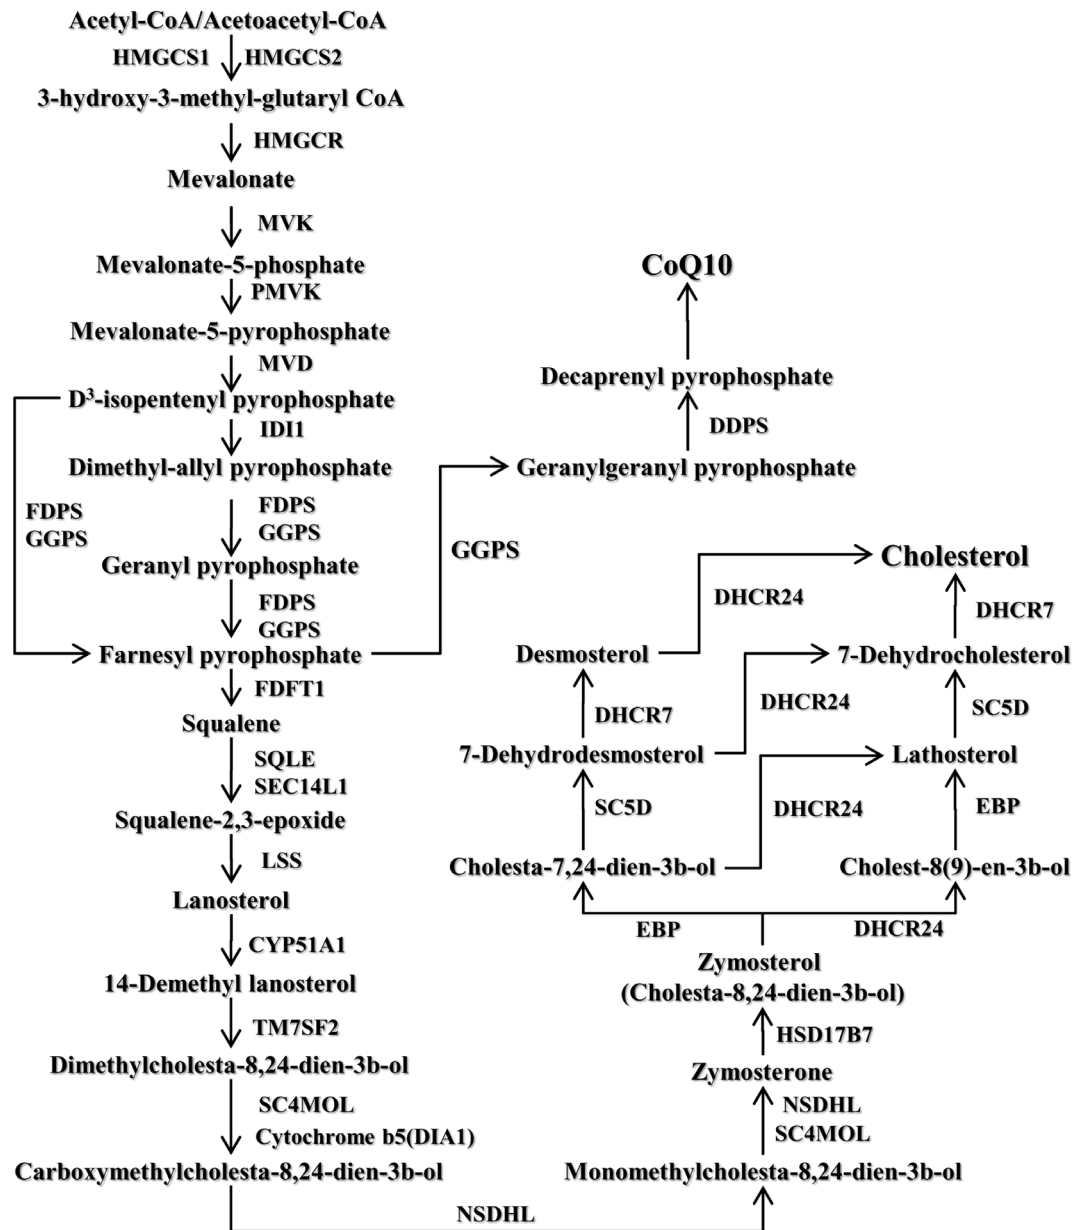 Acetyl-CoA/Acetoacetyl-CoA
HMGCS1 HMGCS2
3-hydroxy-3-methyl-glutaryl CoA
HMGCR
Mevalonate
MVK
Mevalonate-5-phosphate
PMVK
Mevalonate-5-pyrophosphate
MVD
D³-isopentenyl pyrophosphate
IDI1
Dimethyl-allyl pyrophosphate
FDPS
GGPS
FDPS
GGPS
Geranyl pyrophosphate
FDPS
GGPS
Farnesyl pyrophosphate
FDFT1
Squalene
SQLE
SEC14L1
Squalene-2,3-epoxide
LSS
Lanosterol
CYP51A1
14-Demethyl lanosterol
TM7SF2
Dimethylcholesta-8,24-dien-3b-ol
SC4MOL
Cytochrome b5(DIA1)
Carboxymethylcholesta-8,24-dien-3b-ol
NSDHL
CoQ10
Decaprenyl pyrophosphate
DDPS
Geranylgeranyl pyrophosphate
GGPS
Cholesterol
DHCR24
DHCR7
Desmosterol
7-Dehydrocholesterol
DHCR7
DHCR24
SC5D
7-Dehydrodesmosterol
Lathosterol
SC5D
DHCR24
EBP
Cholesta-7,24-dien-3b-ol
Cholest-8(9)-en-3b-ol
EBP
DHCR24
Zymosterol
(Cholesta-8,24-dien-3b-ol)
HSD17B7
Zymosterone
NSDHL
SC4MOL
Monomethylcholesta-8,24-dien-3b-ol